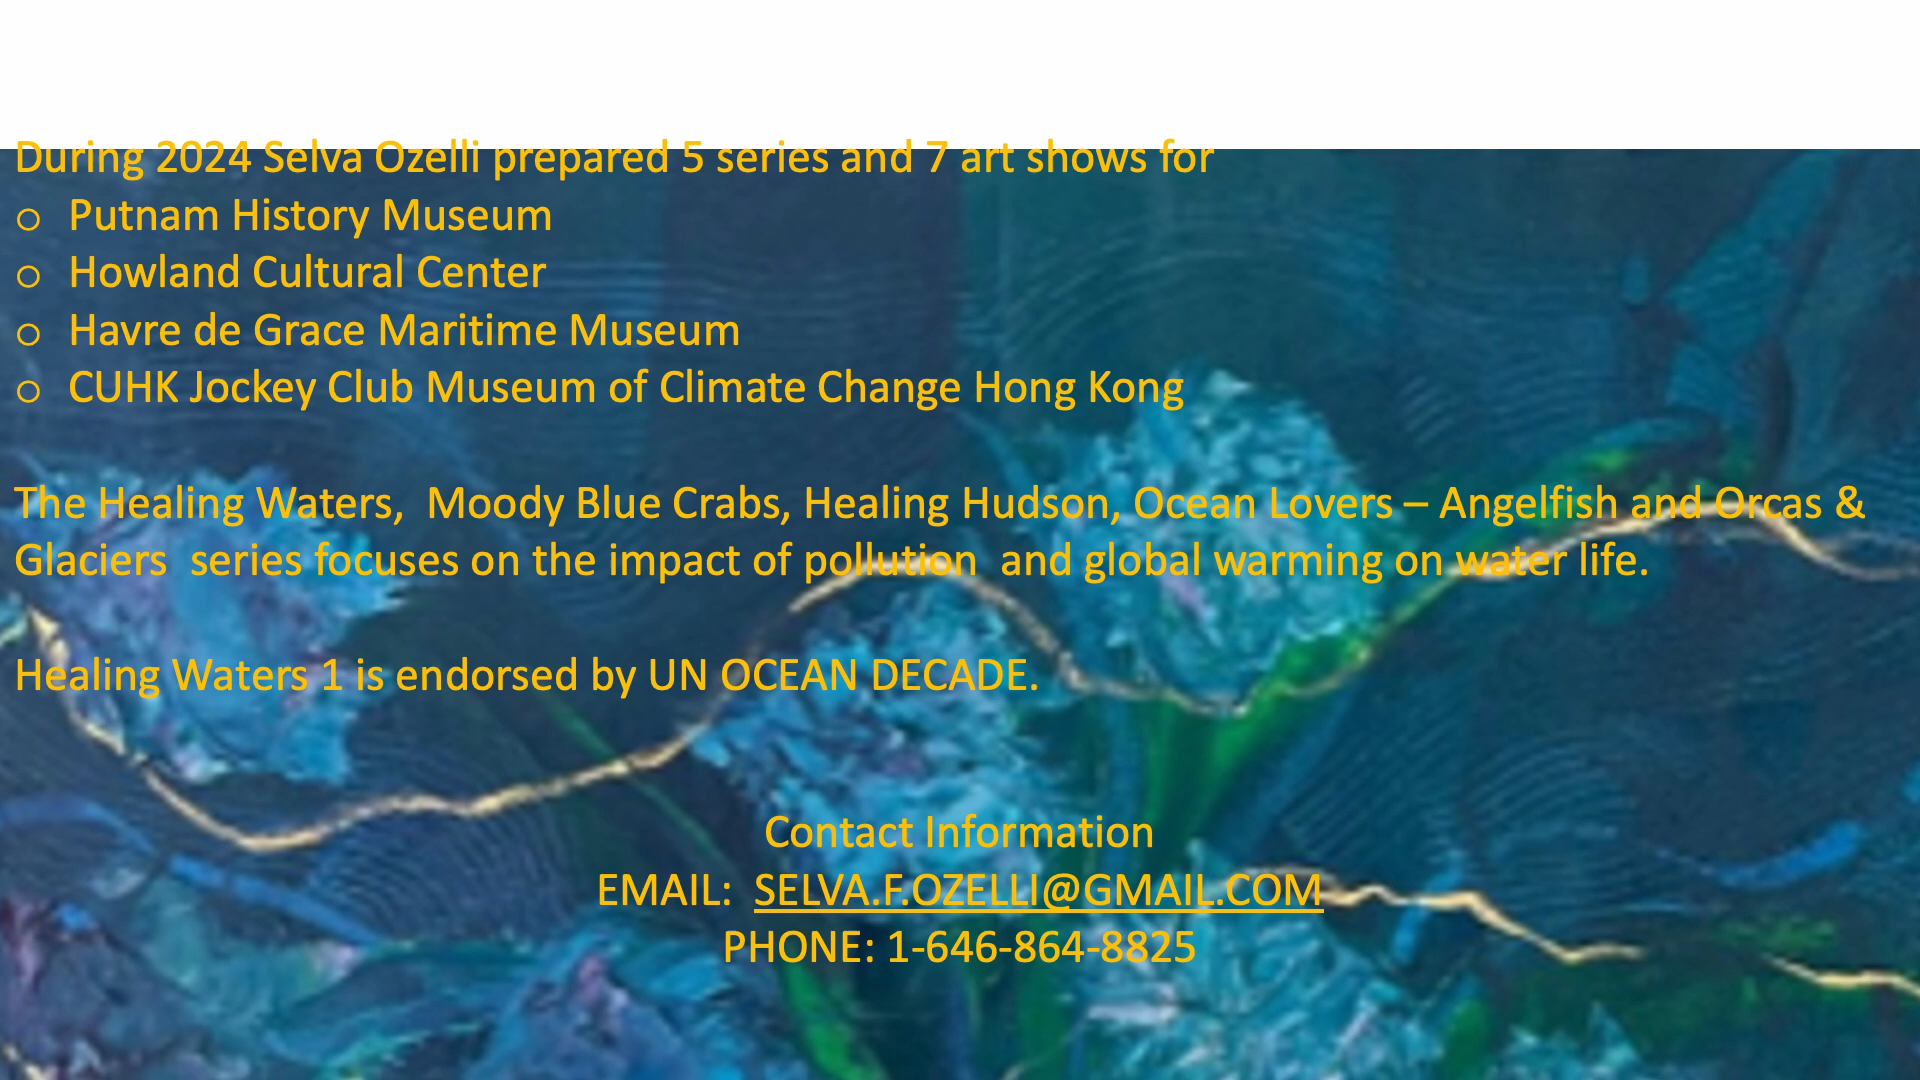 During 2024 Selva Ozelli prepared 5 series and 7 art shows for
o Putnam History Museum
o Howland Cultural Center
o Havre de Grace Maritime Museum
o CUHK Jockey Club Museum of Climate Change Hong Kong
The Healing Waters,  Moody Blue Crabs, Healing Hudson, Ocean Lovers – Angelfish and Orcas &
Glaciers  series focuses on the impact of pollution  and global warming on water life.
Healing Waters 1 is endorsed by UN OCEAN DECADE.
Contact Information
EMAIL:  SELVA.F.OZELLI@GMAIL.COM
PHONE: 1-646-864-8825